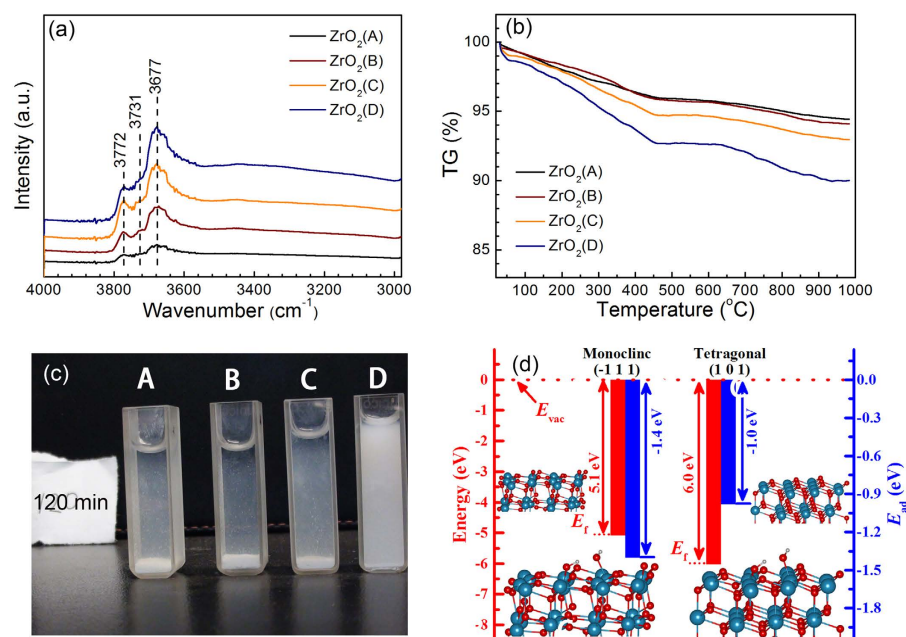 (a)
ZrO2(A)
ZrO2(B)
ZrO2(C)
ZrO2(D)
3772
3731
3677
Intensity (a.u.)
4000 3800 3600 3400 3200 3000
Wavenumber (cm-1)
(b)
100
95
90
85
TG (%)
ZrO2(A)
ZrO2(B)
ZrO2(C)
ZrO2(D)
100 200 300 400 500 600 700 800 900 1000
Temperature (oC)
(c)
A B C D
120 min
(d)
Monoclinc
(-1 1 1)
Tetragonal
(1 0 1)
0
-1
-2
-3
-4
-5
-6
-7
-8
Energy (eV)
Evac
5.1 eV
-1.4 eV
Ef
6.0 eV
-1.0 eV
Ef
0.0
-0.3
-0.6
-0.9
-1.2
-1.5
-1.8
Ead (eV)